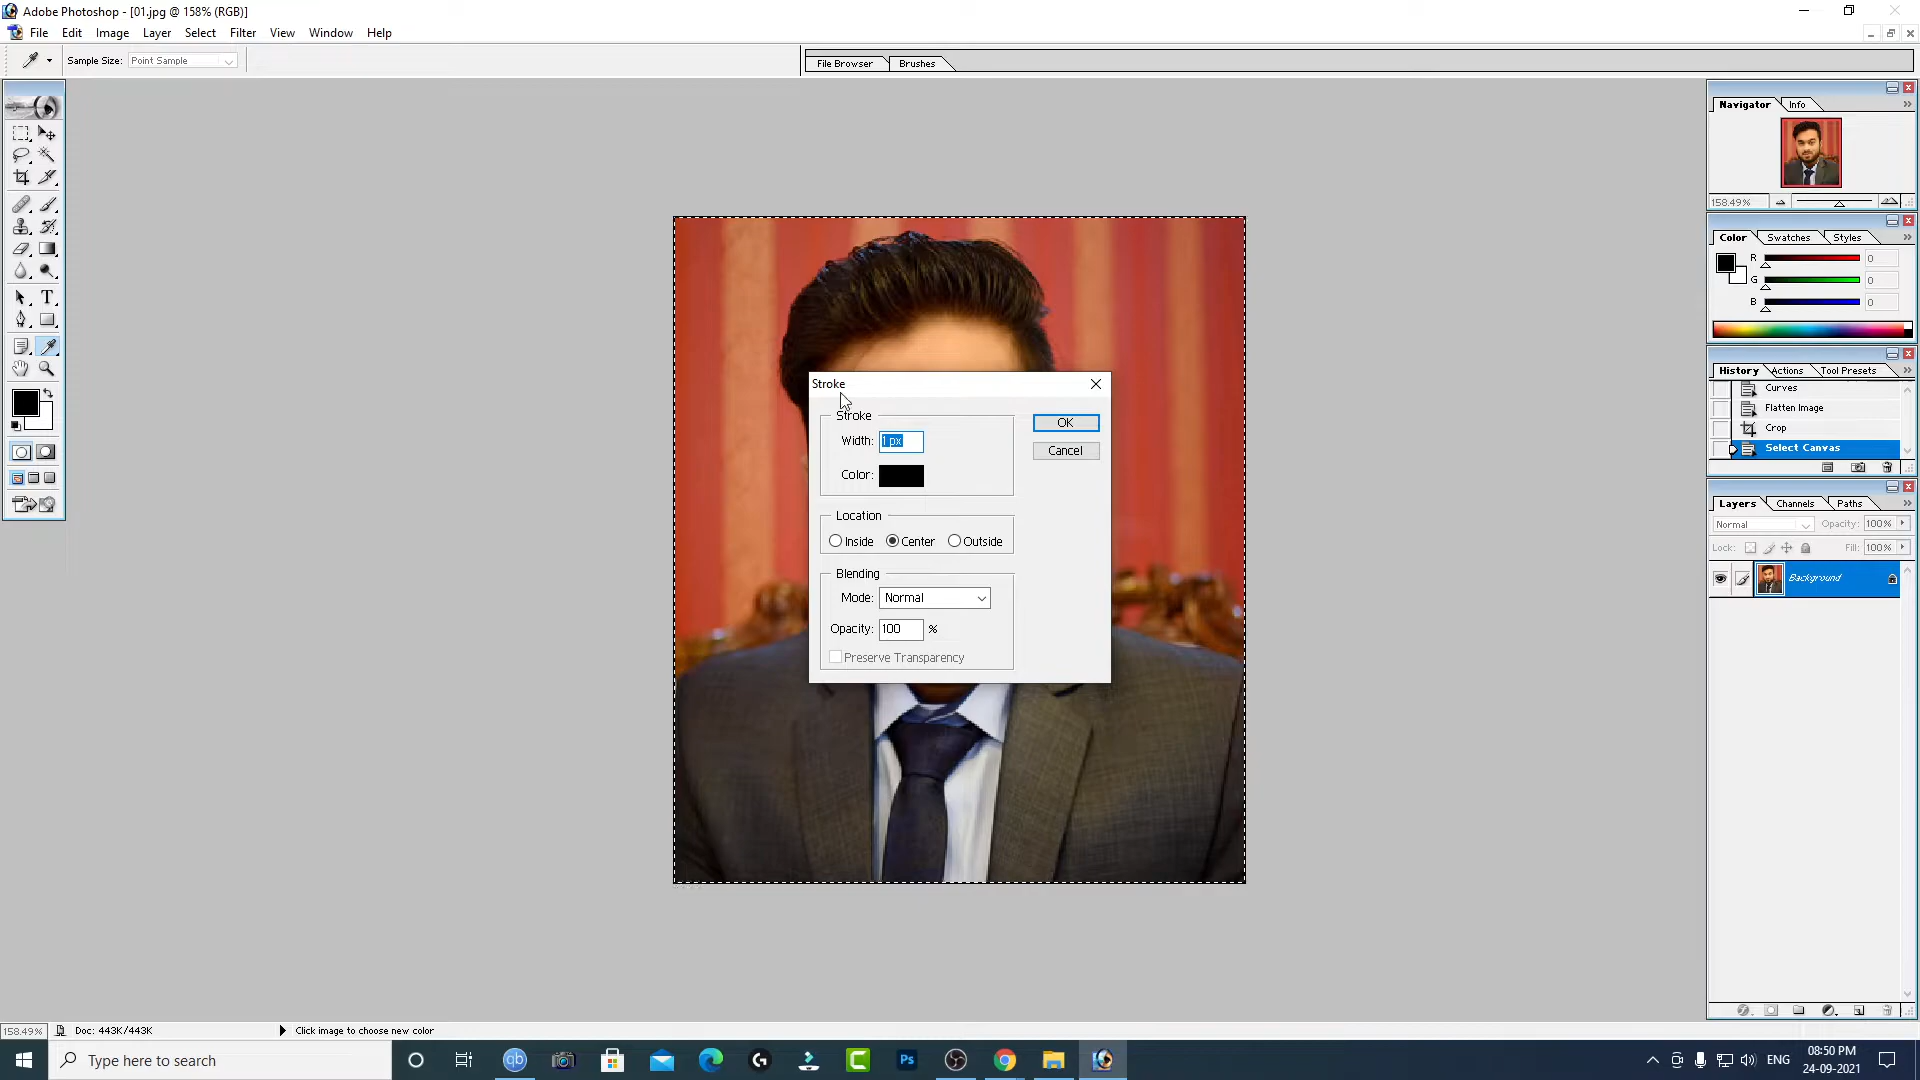 Adobe Photoshop - [01.jpg @ 158% (RGB)]
File Edit Image Layer Select Filter View Window Help
Sample Size: Point Sample
File Browser Brushes
Navigator Info
158.49%
Color Swatches Styles
R 0
G 0
B 0
History Actions Tool Presets
Curves
Flatten Image
Crop
Select Canvas
Layers Channels Paths
Normal Opacity: 100%
Lock: Fill: 100%
Background
Stroke
Stroke
Width: 1 px
Color:
OK
Cancel
Location
Inside Center Outside
Blending
Mode: Normal
Opacity: 100 %
Preserve Transparency
158.49% Doc: 443K/443K Click image to choose new color
Type here to search
qb
Ps
ENG
08:50 PM
24-09-2021